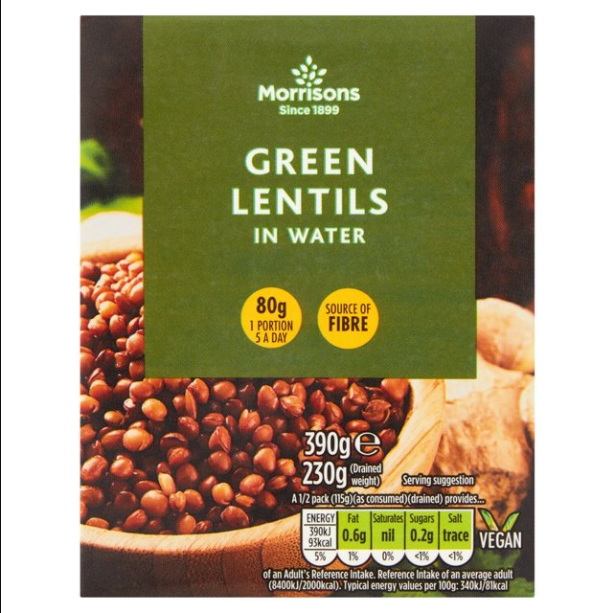 Morrisons
Since 1899
GREEN
LENTILS
IN WATER
80g
1 PORTION
5 A DAY
SOURCE OF
FIBRE
390g ℮
230g (Drained weight)
Serving suggestion
A 1/2 pack (115g)(as consumed)(drained) provides...
ENERGY Fat Saturates Sugars Salt
390kJ
93kcal 0.6g nil 0.2g trace
5% 1% 0% <1% <1%
VEGAN
of an Adult's Reference Intake. Reference Intake of an average adult
(8400kJ/2000kcal). Typical energy values per 100g: 340kJ/81kcal